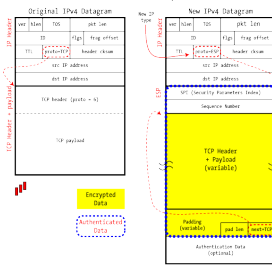 Original IPv4 Datagram
IP Header
ver
hlen
TOS
pkt len
ID
flgs
frag offset
TTL
proto=TCP
header cksum
src IP address
dst IP address
TCP Header + payload
TCP header (proto = 6)
TCP payload
Encrypted
Data
Authenticated
Data
New IPv4 Datagram
New IP
type
IP Header
ver
hlen
TOS
pkt len
ID
flgs
frag offset
TTL
proto=ESP
header cksum
src IP address
dst IP address
ESP
SPI (Security Parameters Index)
Sequence Number
TCP Header
+ Payload
(variable)
Padding
(variable)
pad len
next=TCP
Authentication Data
(optional)